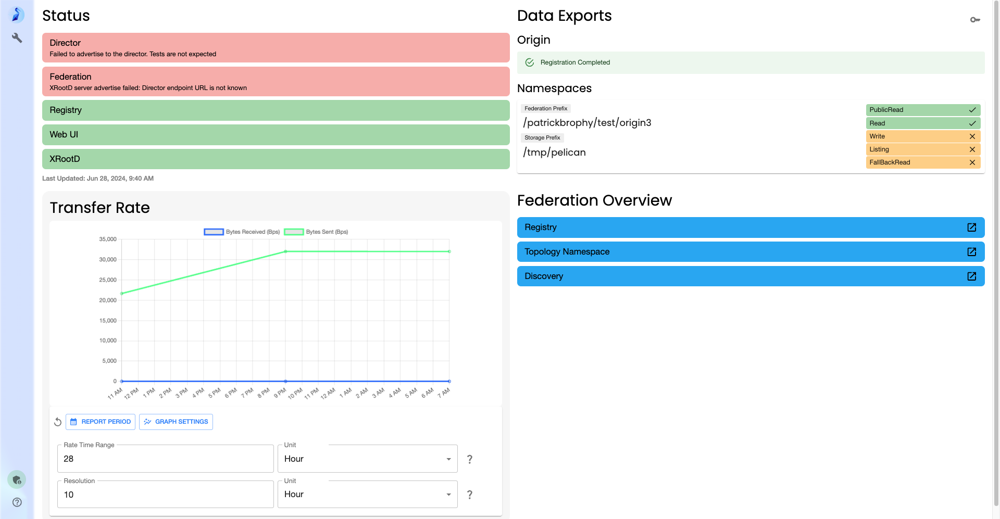 Status
Director
Failed to advertise to the director. Tests are not expected
Federation
XRootD server advertise failed: Director endpoint URL is not known
Registry
Web UI
XRootD
Last Updated: Jun 28, 2024, 9:40 AM
Transfer Rate
Bytes Received (Bps) Bytes Sent (Bps)
35,000
30,000
25,000
20,000
15,000
10,000
5,000
0
11 AM 12 PM 1 PM 2 PM 3 PM 4 PM 5 PM 6 PM 7 PM 8 PM 9 PM 10 PM 11 PM 12 AM 1 AM 2 AM 3 AM 4 AM 5 AM 6 AM 7 AM
REPORT PERIOD GRAPH SETTINGS
Rate Time Range Unit
28 Hour ?
Resolution Unit
10 Hour ?
Data Exports
Origin
Registration Completed
Namespaces
Federation Prefix
/patrickbrophy/test/origin3
Storage Prefix
/tmp/pelican
PublicRead
Read
Write
Listing
FallBackRead
Federation Overview
Registry
Topology Namespace
Discovery